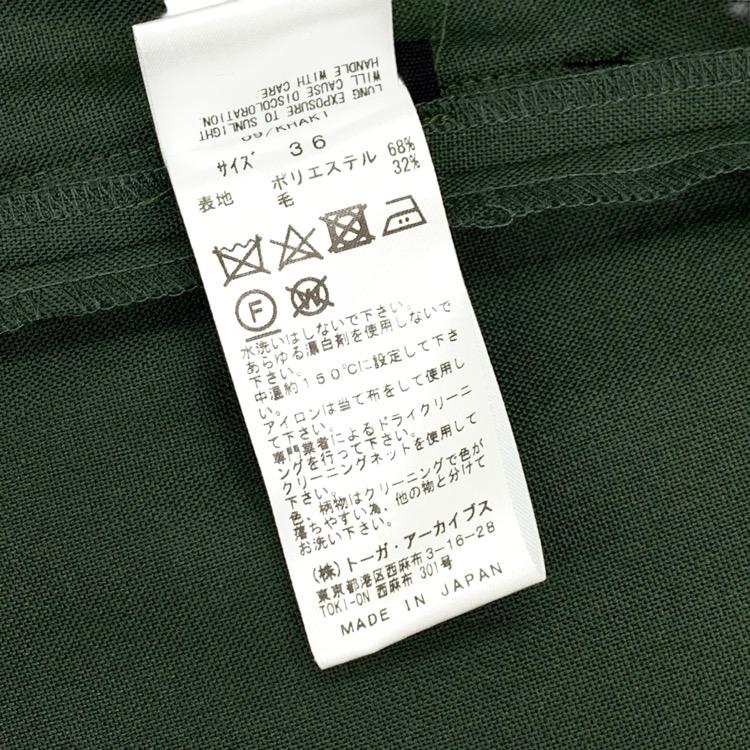 LONG EXPOSURE TO SUNLIGHT
WILL CAUSE DISCOLORATION.
HANDLE WITH CARE.
サイズ 36
表地 ポリエステル 68%
毛 32%
F W
水洗いはしないで下さい。
あらゆる漂白剤を使用しないで
下さい。
中温約150℃に設定して下さ
い。
アイロンは当て布をして使用し
て下さい。
専門業者によるドライクリーニ
ングを行って下さい。
クリーニングネットを使用して
下さい。
色、柄物はクリーニングで色が
落ちやすい為、他の物と分けて
お洗い下さい。
(株)トーガ・アーカイブス
東京都港区西麻布3-16-28
TOKI-ON 西麻布 301号
MADE IN JAPAN